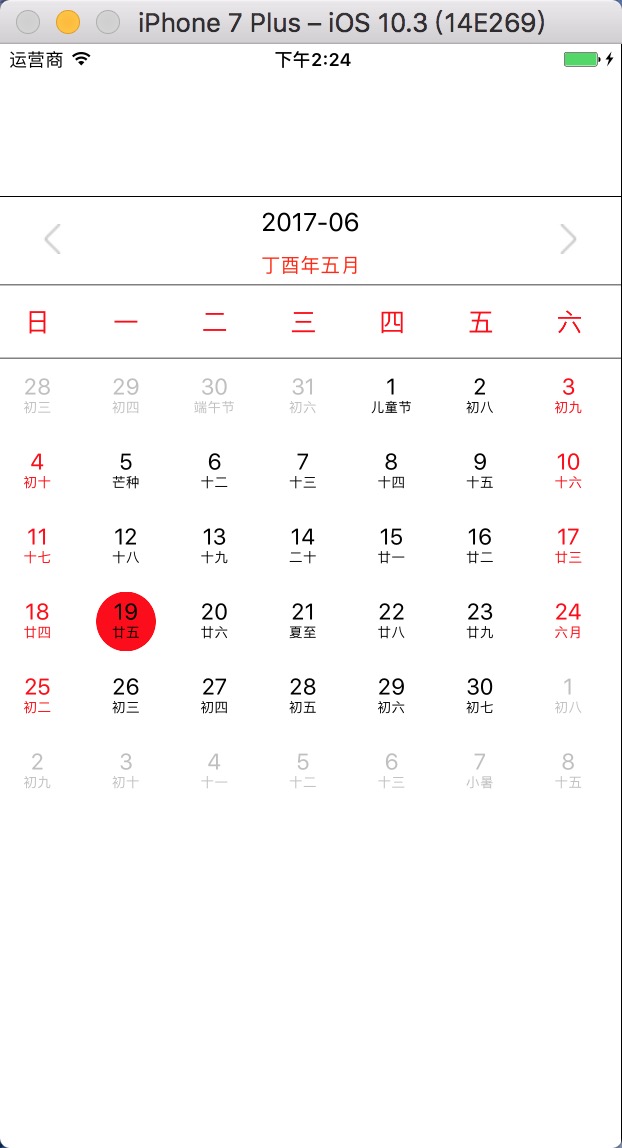 iPhone 7 Plus – iOS 10.3 (14E269)
运营商 下午2:24
2017-06
丁酉年五月
日 一 二 三 四 五 六
28 29 30 31 1 2 3
初三 初四 端午节 初六 儿童节 初八 初九
4 5 6 7 8 9 10
初十 芒种 十二 十三 十四 十五 十六
11 12 13 14 15 16 17
十七 十八 十九 二十 廿一 廿二 廿三
18 19 20 21 22 23 24
廿四 廿五 廿六 夏至 廿八 廿九 六月
25 26 27 28 29 30 1
初二 初三 初四 初五 初六 初七 初八
2 3 4 5 6 7 8
初九 初十 十一 十二 十三 小暑 十五